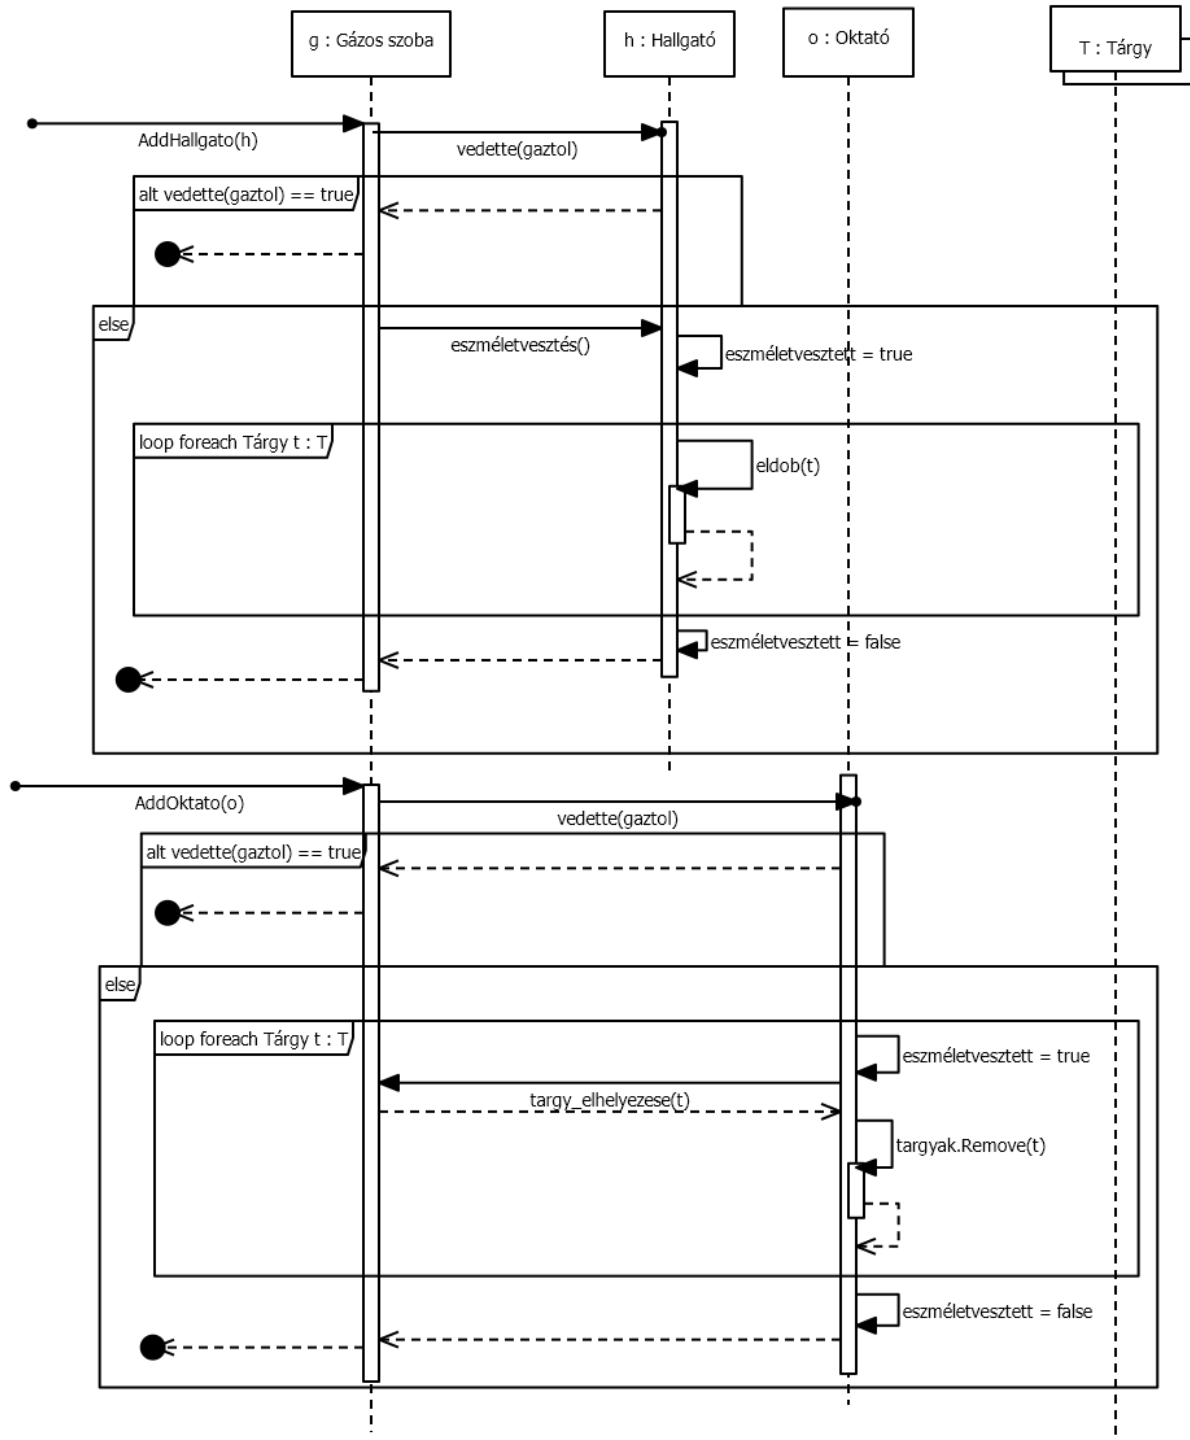 g : Gázos szoba
h : Hallgató
o : Oktató
T : Tárgy
AddHallgato(h)
vedette(gaztol)
alt vedette(gaztol) == true
else
eszméletvesztés()
eszméletvesztett = true
loop foreach Tárgy t : T
eldob(t)
eszméletvesztett = false
AddOktato(o)
vedette(gaztol)
alt vedette(gaztol) == true
else
loop foreach Tárgy t : T
eszméletvesztett = true
targy_elhelyezese(t)
targyak.Remove(t)
eszméletvesztett = false